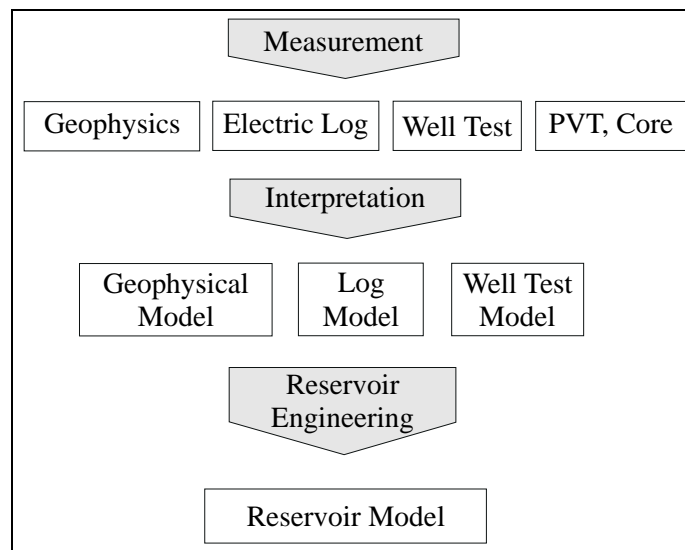 Measurement
Geophysics
Electric Log
Well Test
PVT, Core
Interpretation
Geophysical
Model
Log
Model
Well Test
Model
Reservoir
Engineering
Reservoir Model